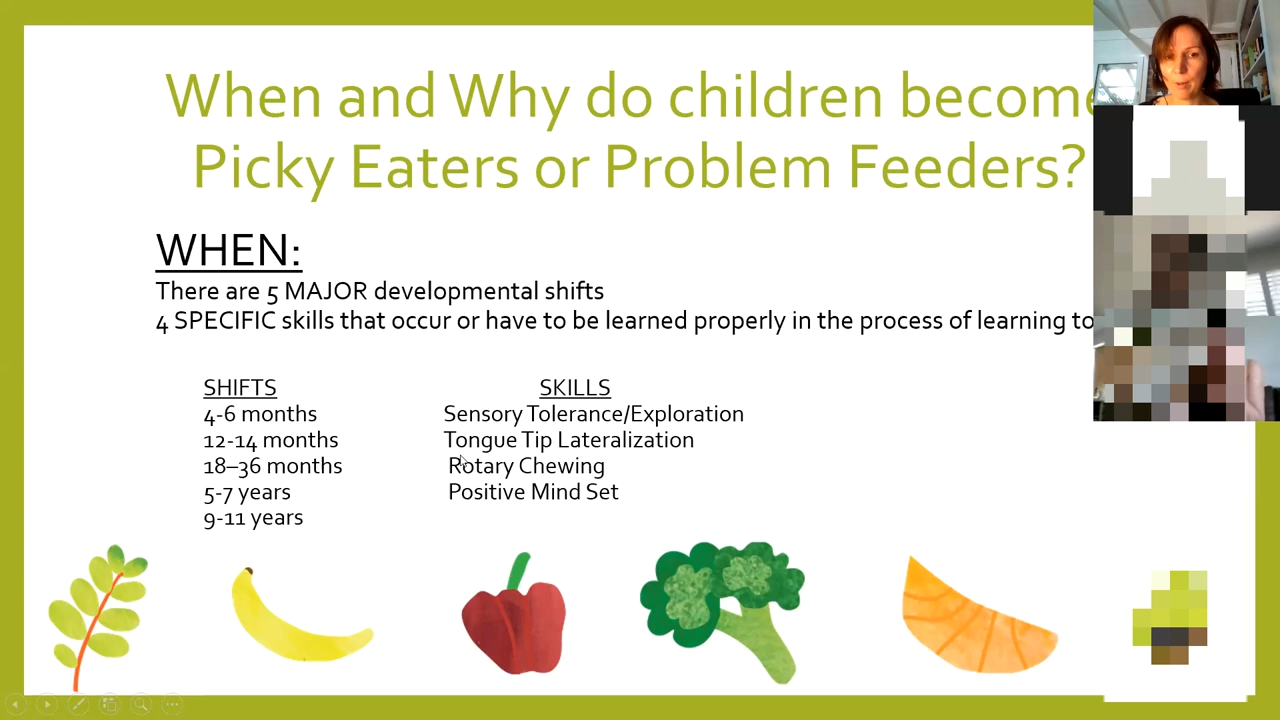 When and Why do children become
Picky Eaters or Problem Feeders?
WHEN:
There are 5 MAJOR developmental shifts
4 SPECIFIC skills that occur or have to be learned properly in the process of learning to
SHIFTS
4-6 months
12-14 months
18–36 months
5-7 years
9-11 years
SKILLS
Sensory Tolerance/Exploration
Tongue Tip Lateralization
Rotary Chewing
Positive Mind Set